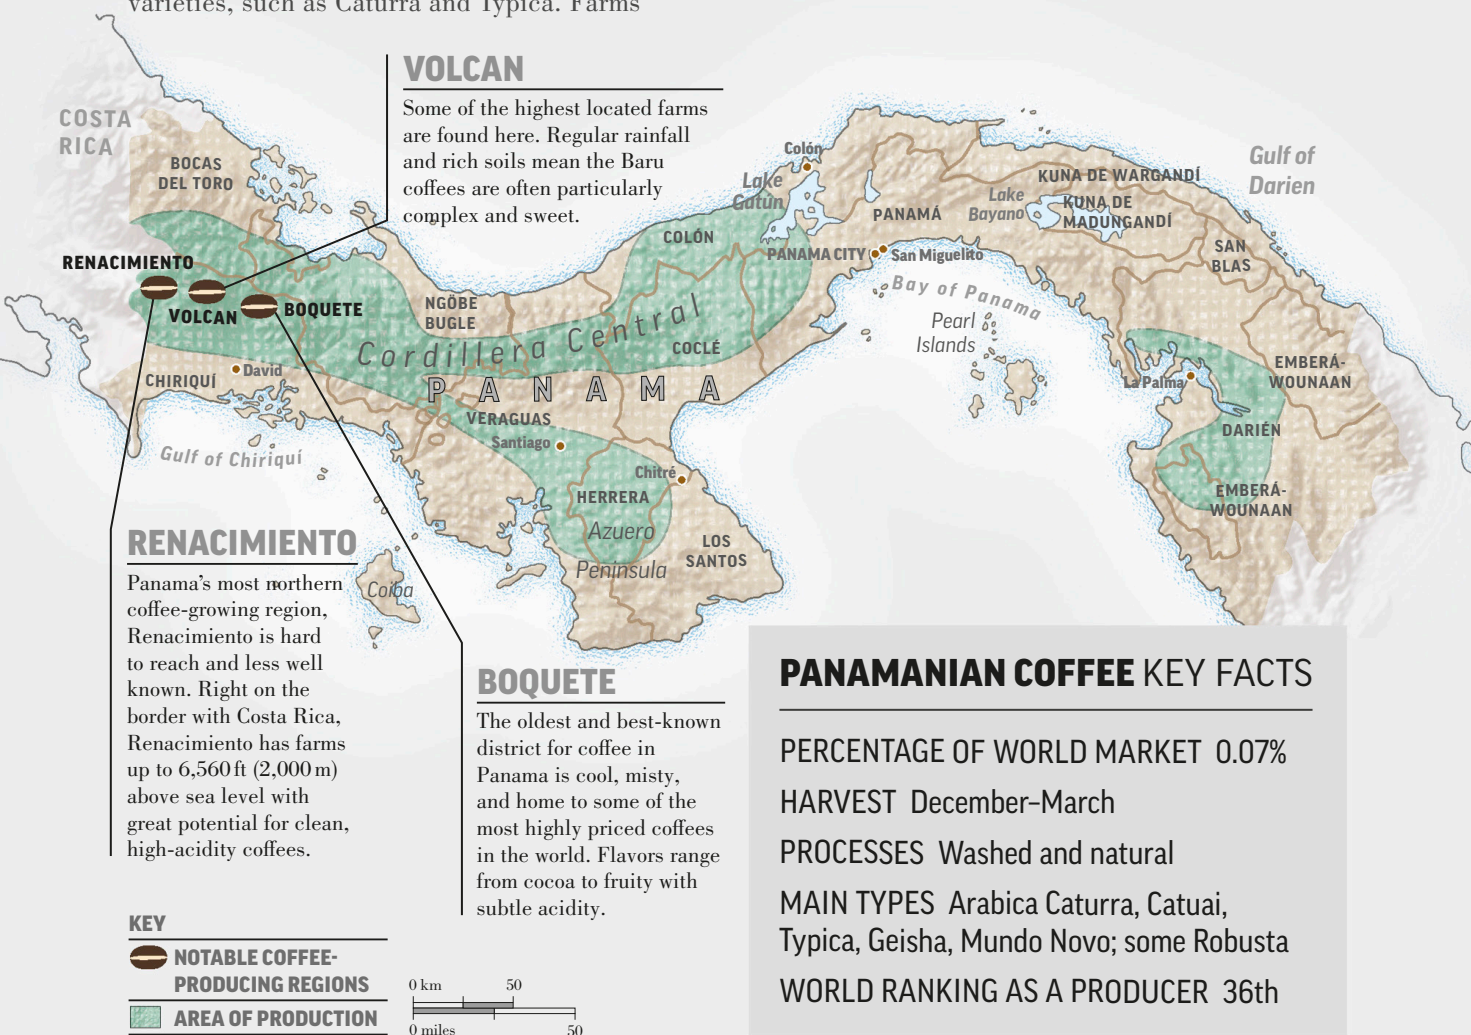 varieties, such as Caturra and Typica. Farms
VOLCAN
Some of the highest located farms
are found here. Regular rainfall
and rich soils mean the Baru
coffees are often particularly
complex and sweet.
COSTA
RICA
BOCAS
DEL TORO
RENACIMIENTO
VOLCAN
BOQUETE
NGÖBE
BUGLE
CHIRIQUÍ
David
Gulf of Chiriquí
Cordillera Central
PANAMA
COLÓN
COCLÉ
Colón
Lake
Gatún
PANAMÁ
PANAMA CITY
San Miguelito
Bay of Panama
Pearl
Islands
Lake
Bayano
KUNA DE WARGANDÍ
KUNA DE
MADUNGANDÍ
SAN
BLAS
Gulf of
Darien
EMBERÁ-
WOUNAAN
La Palma
DARIÉN
EMBERÁ-
WOUNAAN
VERAGUAS
Santiago
Chitré
HERRERA
Azuero
Peninsula
LOS
SANTOS
Coiba
RENACIMIENTO
Panama’s most northern
coffee-growing region,
Renacimiento is hard
to reach and less well
known. Right on the
border with Costa Rica,
Renacimiento has farms
up to 6,560 ft (2,000 m)
above sea level with
great potential for clean,
high-acidity coffees.
BOQUETE
The oldest and best-known
district for coffee in
Panama is cool, misty,
and home to some of the
most highly priced coffees
in the world. Flavors range
from cocoa to fruity with
subtle acidity.
PANAMANIAN COFFEE KEY FACTS
PERCENTAGE OF WORLD MARKET 0.07%
HARVEST December–March
PROCESSES Washed and natural
MAIN TYPES Arabica Caturra, Catuai,
Typica, Geisha, Mundo Novo; some Robusta
WORLD RANKING AS A PRODUCER 36th
KEY
NOTABLE COFFEE-
PRODUCING REGIONS
AREA OF PRODUCTION
0 km 50
0 miles 50